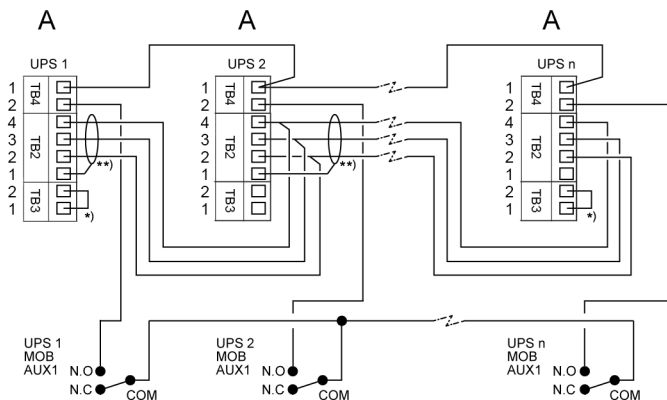 A A A
UPS 1 UPS 2 UPS n
1 TB4 1 TB4 1 TB4
2 2 2
4 4 4
3 TB2 3 TB2 3 TB2
2 2 2
1 **) 1 **) 1
2 TB3 2 TB3 2 TB3
1 *) 1 1 *)
UPS 1 UPS 2 UPS n
MOB MOB MOB
AUX1 N.O AUX1 N.O AUX1 N.O
N.C COM N.C COM N.C COM